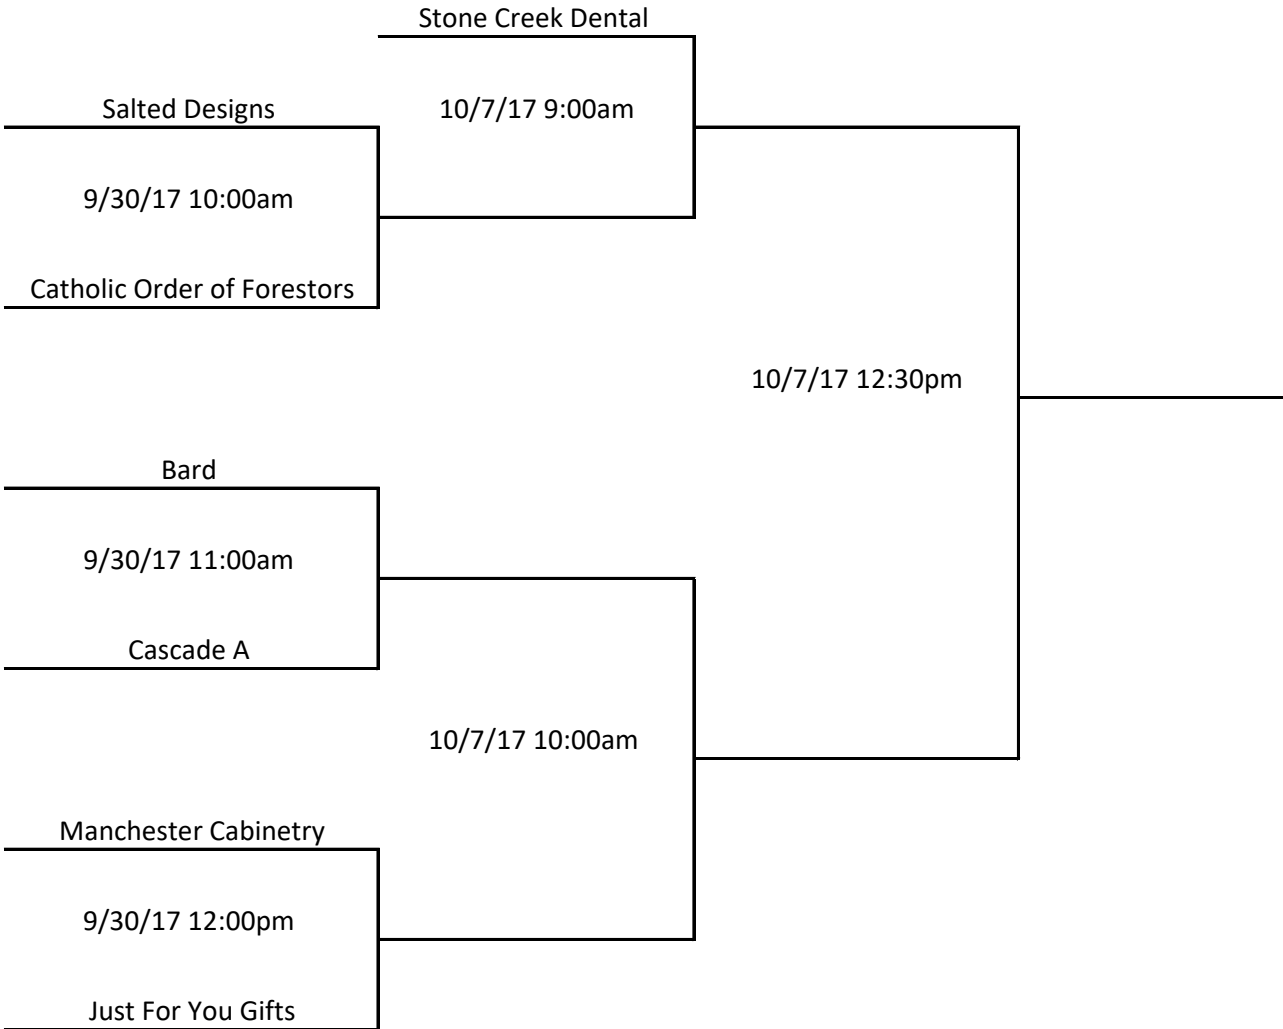 Stone Creek Dental
Salted Designs
10/7/17 9:00am
9/30/17 10:00am
Catholic Order of Forestors
10/7/17 12:30pm
Bard
9/30/17 11:00am
Cascade A
10/7/17 10:00am
Manchester Cabinetry
9/30/17 12:00pm
Just For You Gifts